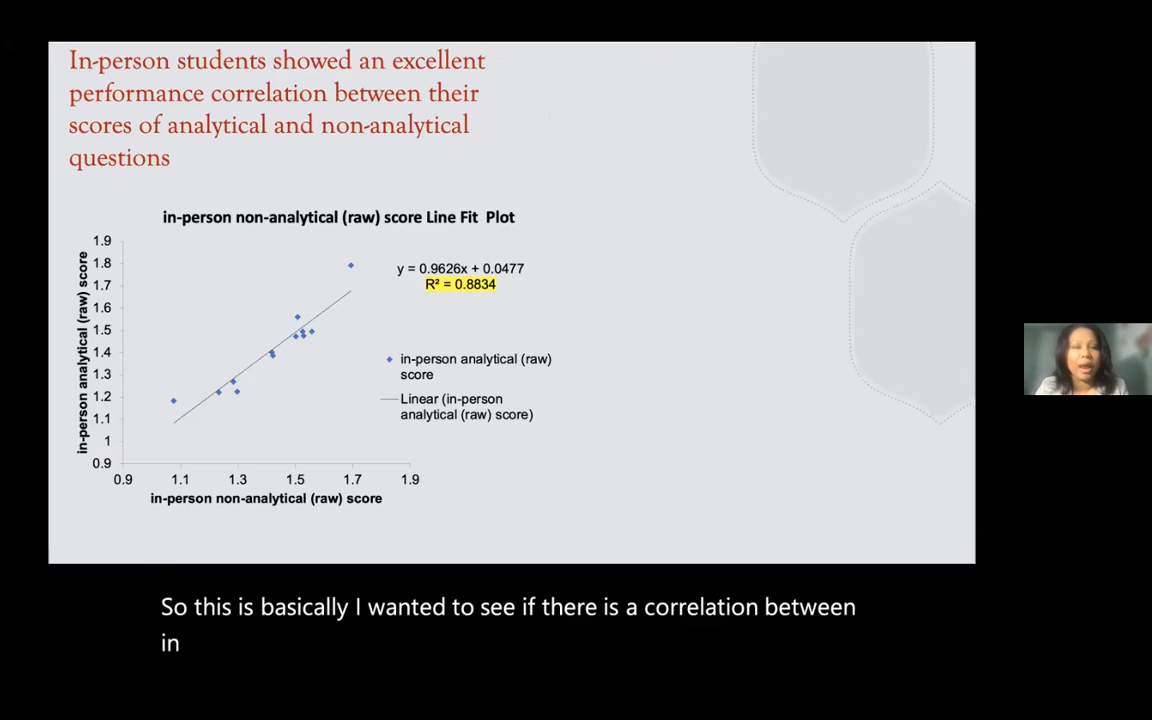 In-person students showed an excellent
performance correlation between their
scores of analytical and non-analytical
questions
in-person non-analytical (raw) score Line Fit Plot
y = 0.9626x + 0.0477
R² = 0.8834
in-person analytical (raw) score
1.9
1.8
1.7
1.6
1.5
1.4
1.3
1.2
1.1
1
0.9
0.9 1.1 1.3 1.5 1.7 1.9
in-person non-analytical (raw) score
in-person analytical (raw)
score
Linear (in-person
analytical (raw) score)
So this is basically I wanted to see if there is a correlation between
in